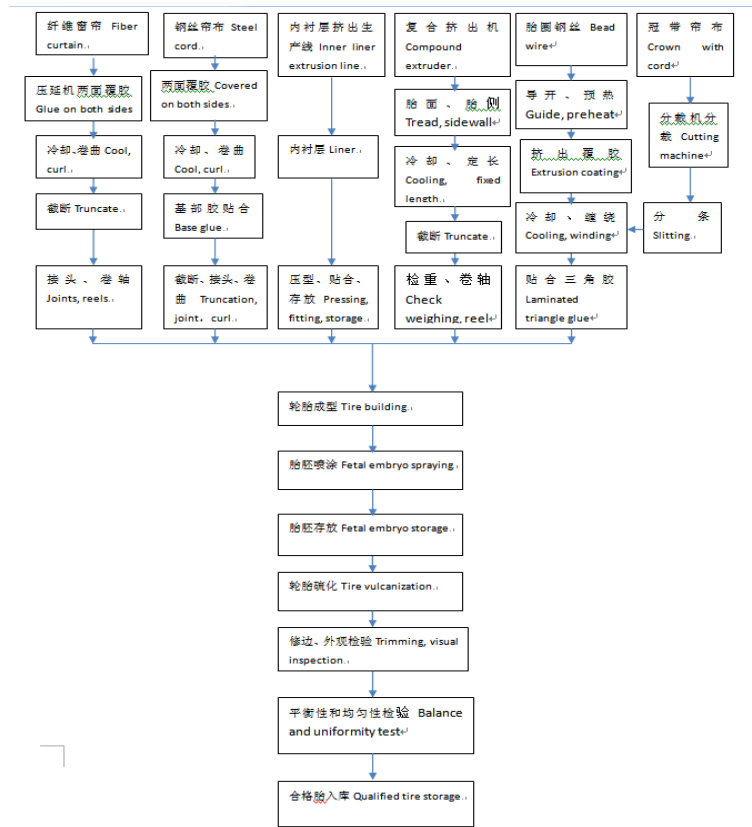 纤维窗帘 Fiber
curtain
压延机两面覆胶
Glue on both sides
冷却、卷曲 Cool,
curl.
截断 Truncate.
接头、卷轴
Joints, reels.
钢丝帘布 Steel
cord
两面覆胶 Covered
on both sides.
冷却、卷曲
Cool, curl.
基部胶贴合
Base glue.
截断、接头、卷
曲 Truncation,
joint, curl.
内衬层挤出生
产线 Inner liner
extrusion line.
内衬层 Liner.
压型、贴合、
存放 Pressing,
fitting, storage.
复合挤出机
Compound
extruder.
胎面、胎侧
Tread, sidewall
冷却、定长
Cooling, fixed
length.
截断 Truncate.
检重、卷轴
Check
weighing, reel
胎圈钢丝 Bead
wire
导开、预热
Guide, preheat
挤出覆胶
Extrusion coating
冷却、缠绕
Cooling, winding
贴合三角胶
Laminated
triangle glue
冠带帘布
Crown with
cord
分裁机分
裁 Cutting
machine
分条
Slitting.
轮胎成型 Tire building.
胎胚喷涂 Fetal embryo spraying.
胎胚存放 Fetal embryo storage.
轮胎硫化 Tire vulcanization.
修边、外观检验 Trimming, visual
inspection.
平衡性和均匀性检验 Balance
and uniformity test
合格胎入库 Qualified tire storage.